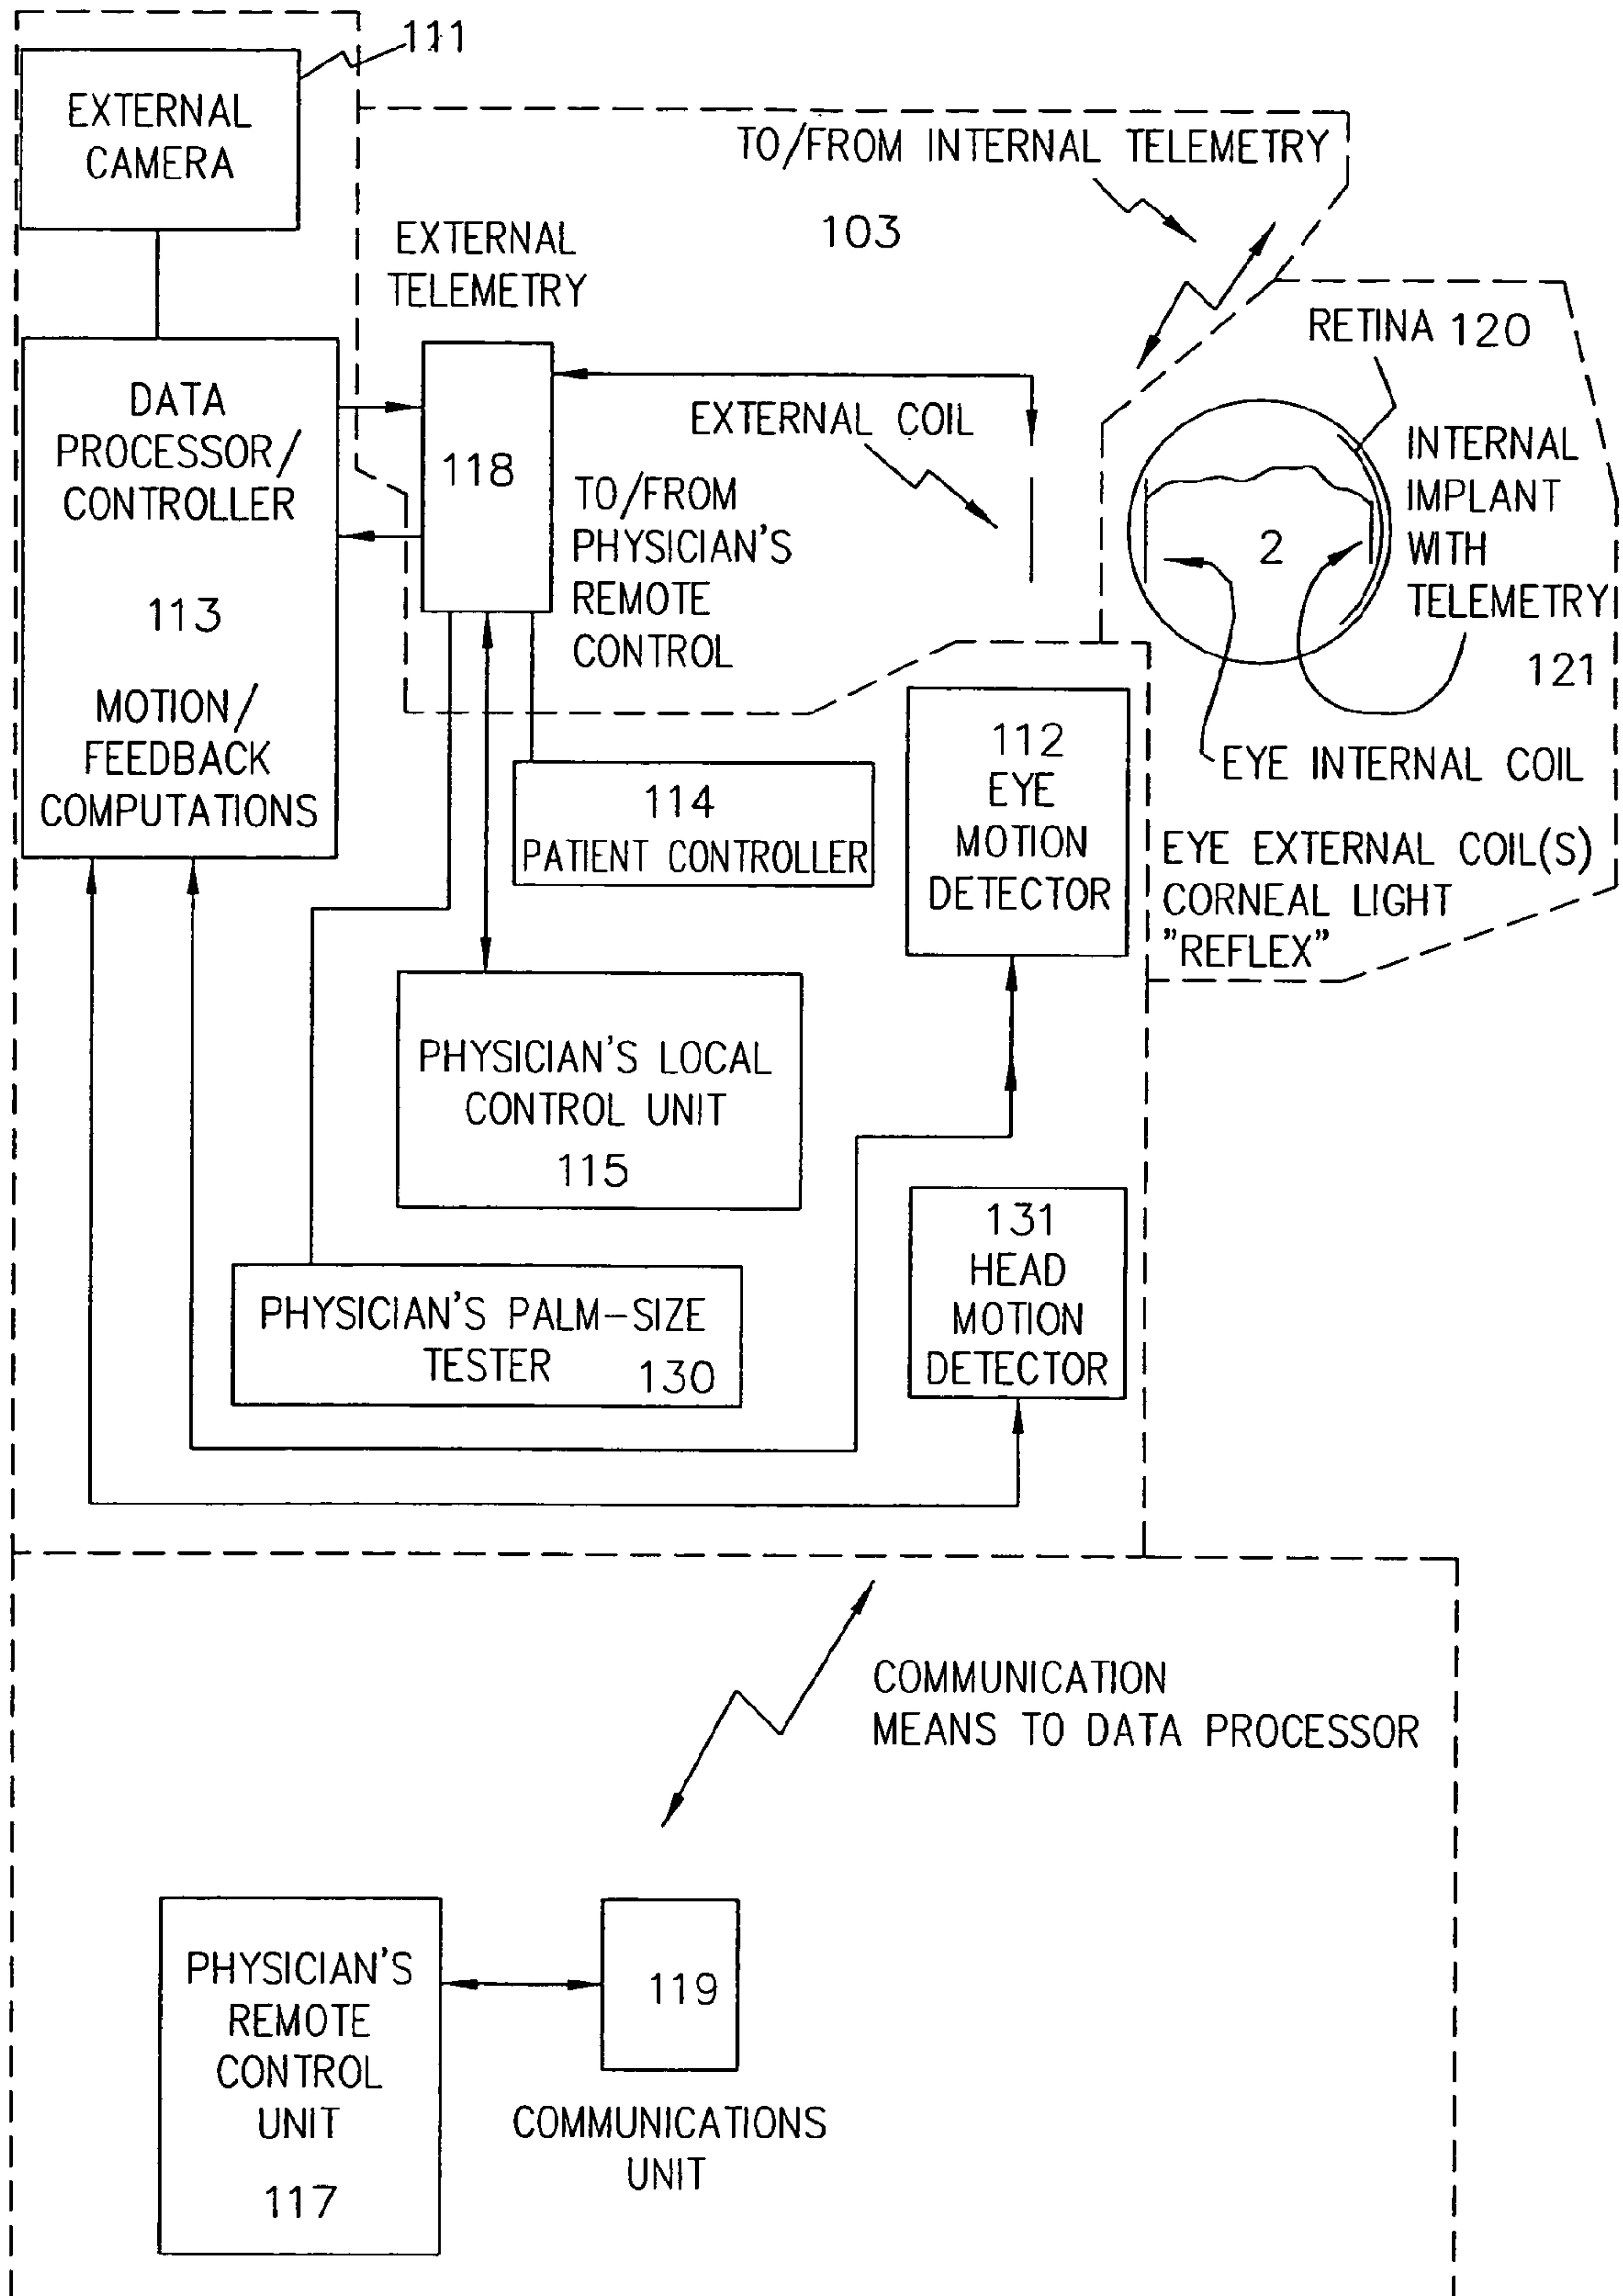 111
EXTERNAL
CAMERA
TO/FROM INTERNAL TELEMETRY
103
EXTERNAL
TELEMETRY
RETINA 120
DATA
PROCESSOR/
CONTROLLER
113
MOTION/
FEEDBACK
COMPUTATIONS
118
EXTERNAL COIL
TO/FROM
PHYSICIAN'S
REMOTE
CONTROL
2
INTERNAL
IMPLANT
WITH
TELEMETRY
121
EYE INTERNAL COIL
112
EYE
MOTION
DETECTOR
114
PATIENT CONTROLLER
EYE EXTERNAL COIL(S)
CORNEAL LIGHT
"REFLEX"
PHYSICIAN'S LOCAL
CONTROL UNIT
115
131
HEAD
MOTION
DETECTOR
PHYSICIAN'S PALM-SIZE
TESTER 130
COMMUNICATION
MEANS TO DATA PROCESSOR
PHYSICIAN'S
REMOTE
CONTROL
UNIT
117
119
COMMUNICATIONS
UNIT